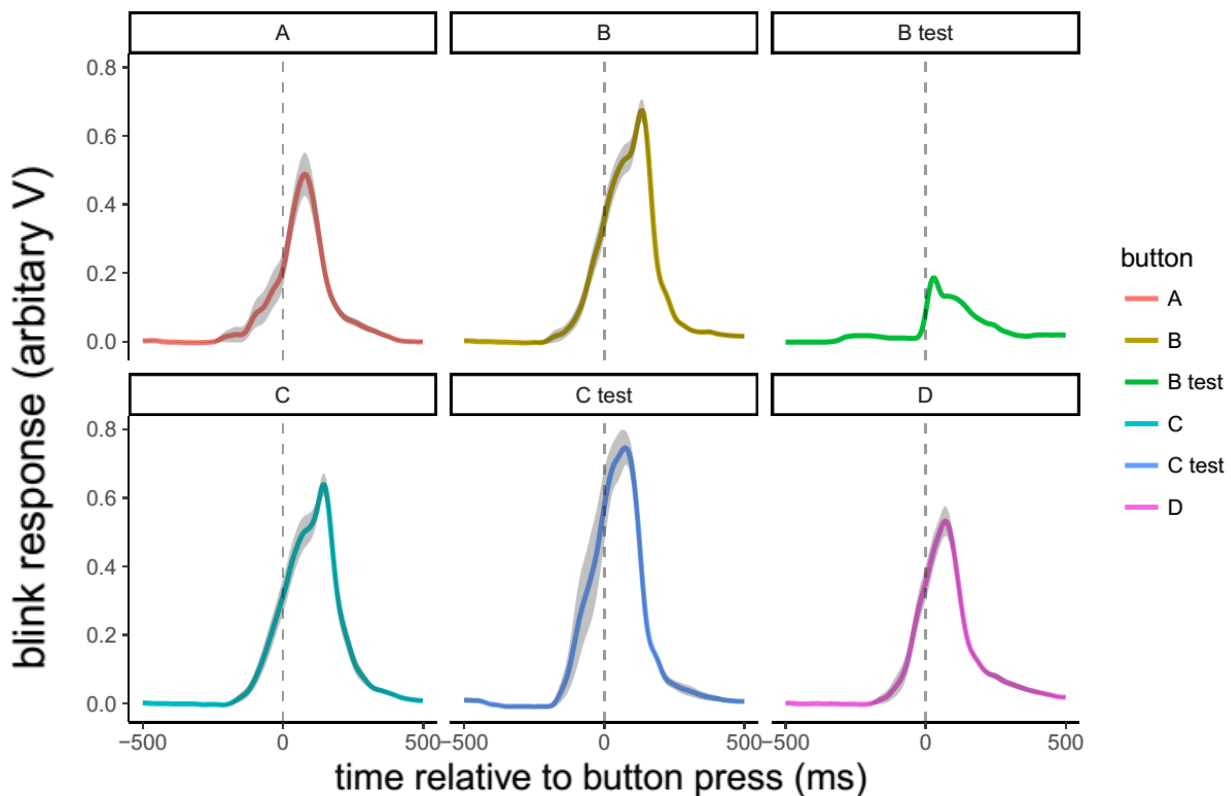 A
B
B test
0.8
0.6
0.4
0.2
0.0
C
C test
D
0.8
0.6
0.4
0.2
0.0
−500
0
500
−500
0
500
−500
0
500
time relative to button press (ms)
blink response (arbitary V)
button
A
B
B test
C
C test
D